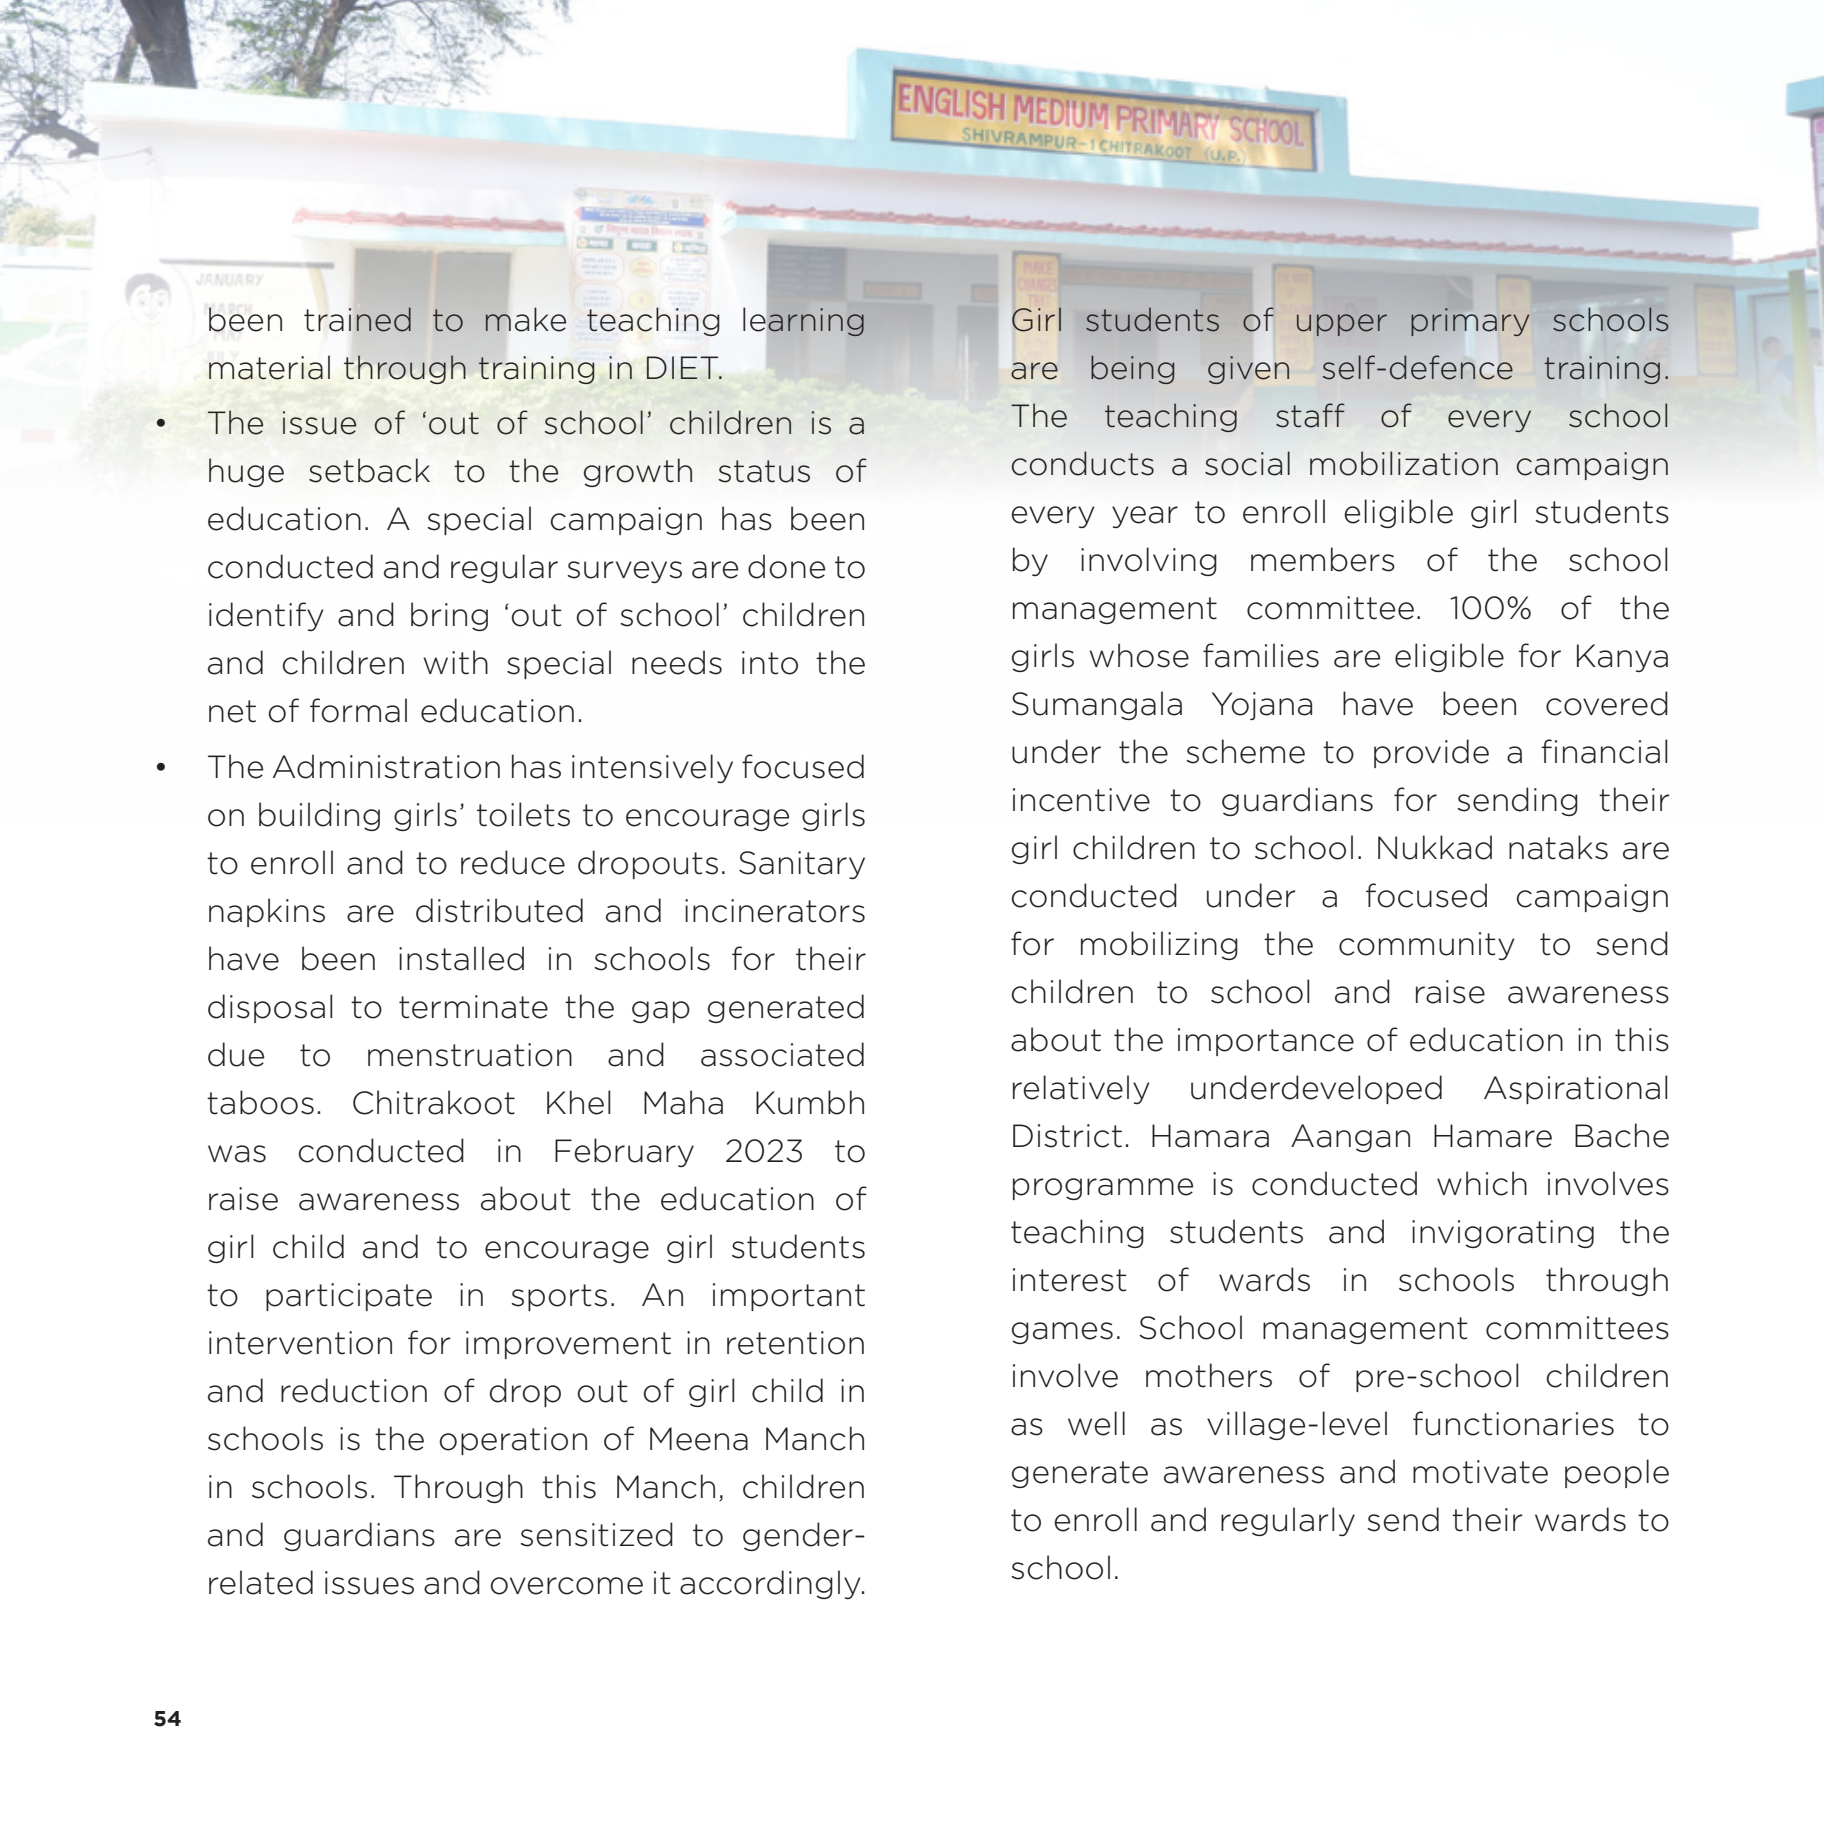 ENGLISH MEDIUM PRIMARY SCHOOL
SHIVRAMPUR-1 CHITRAKOOT (U.P.)
JANUARY
MARCH
MAY
JULY
MAKE
CHANGES
THAT
been trained to make teaching learning
material through training in DIET.
• The issue of ‘out of school’ children is a
huge setback to the growth status of
education. A special campaign has been
conducted and regular surveys are done to
identify and bring ‘out of school’ children
and children with special needs into the
net of formal education.
• The Administration has intensively focused
on building girls’ toilets to encourage girls
to enroll and to reduce dropouts. Sanitary
napkins are distributed and incinerators
have been installed in schools for their
disposal to terminate the gap generated
due to menstruation and associated
taboos. Chitrakoot Khel Maha Kumbh
was conducted in February 2023 to
raise awareness about the education of
girl child and to encourage girl students
to participate in sports. An important
intervention for improvement in retention
and reduction of drop out of girl child in
schools is the operation of Meena Manch
in schools. Through this Manch, children
and guardians are sensitized to gender-
related issues and overcome it accordingly.
Girl students of upper primary schools
are being given self-defence training.
The teaching staff of every school
conducts a social mobilization campaign
every year to enroll eligible girl students
by involving members of the school
management committee. 100% of the
girls whose families are eligible for Kanya
Sumangala Yojana have been covered
under the scheme to provide a financial
incentive to guardians for sending their
girl children to school. Nukkad nataks are
conducted under a focused campaign
for mobilizing the community to send
children to school and raise awareness
about the importance of education in this
relatively underdeveloped Aspirational
District. Hamara Aangan Hamare Bache
programme is conducted which involves
teaching students and invigorating the
interest of wards in schools through
games. School management committees
involve mothers of pre-school children
as well as village-level functionaries to
generate awareness and motivate people
to enroll and regularly send their wards to
school.
54